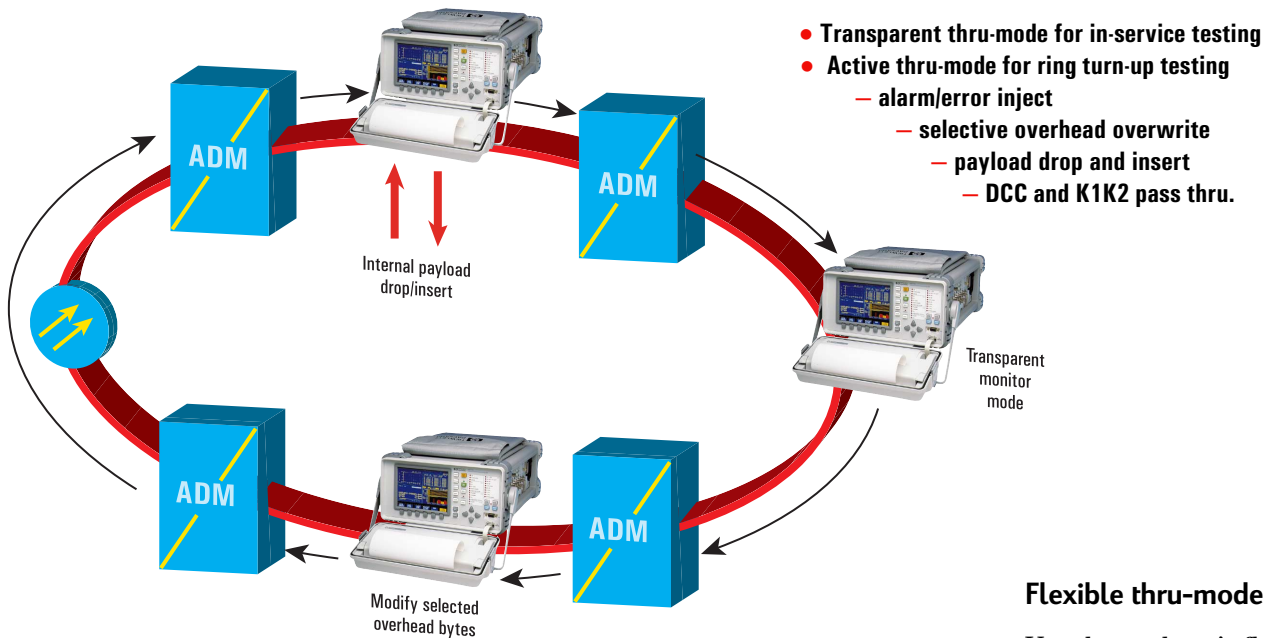 • Transparent thru-mode for in-service testing
• Active thru-mode for ring turn-up testing
– alarm/error inject
– selective overhead overwrite
– payload drop and insert
– DCC and K1K2 pass thru.
ADM
ADM
Internal payload
drop/insert
Transparent
monitor
mode
ADM
ADM
Modify selected
overhead bytes
Flexible thru-mode